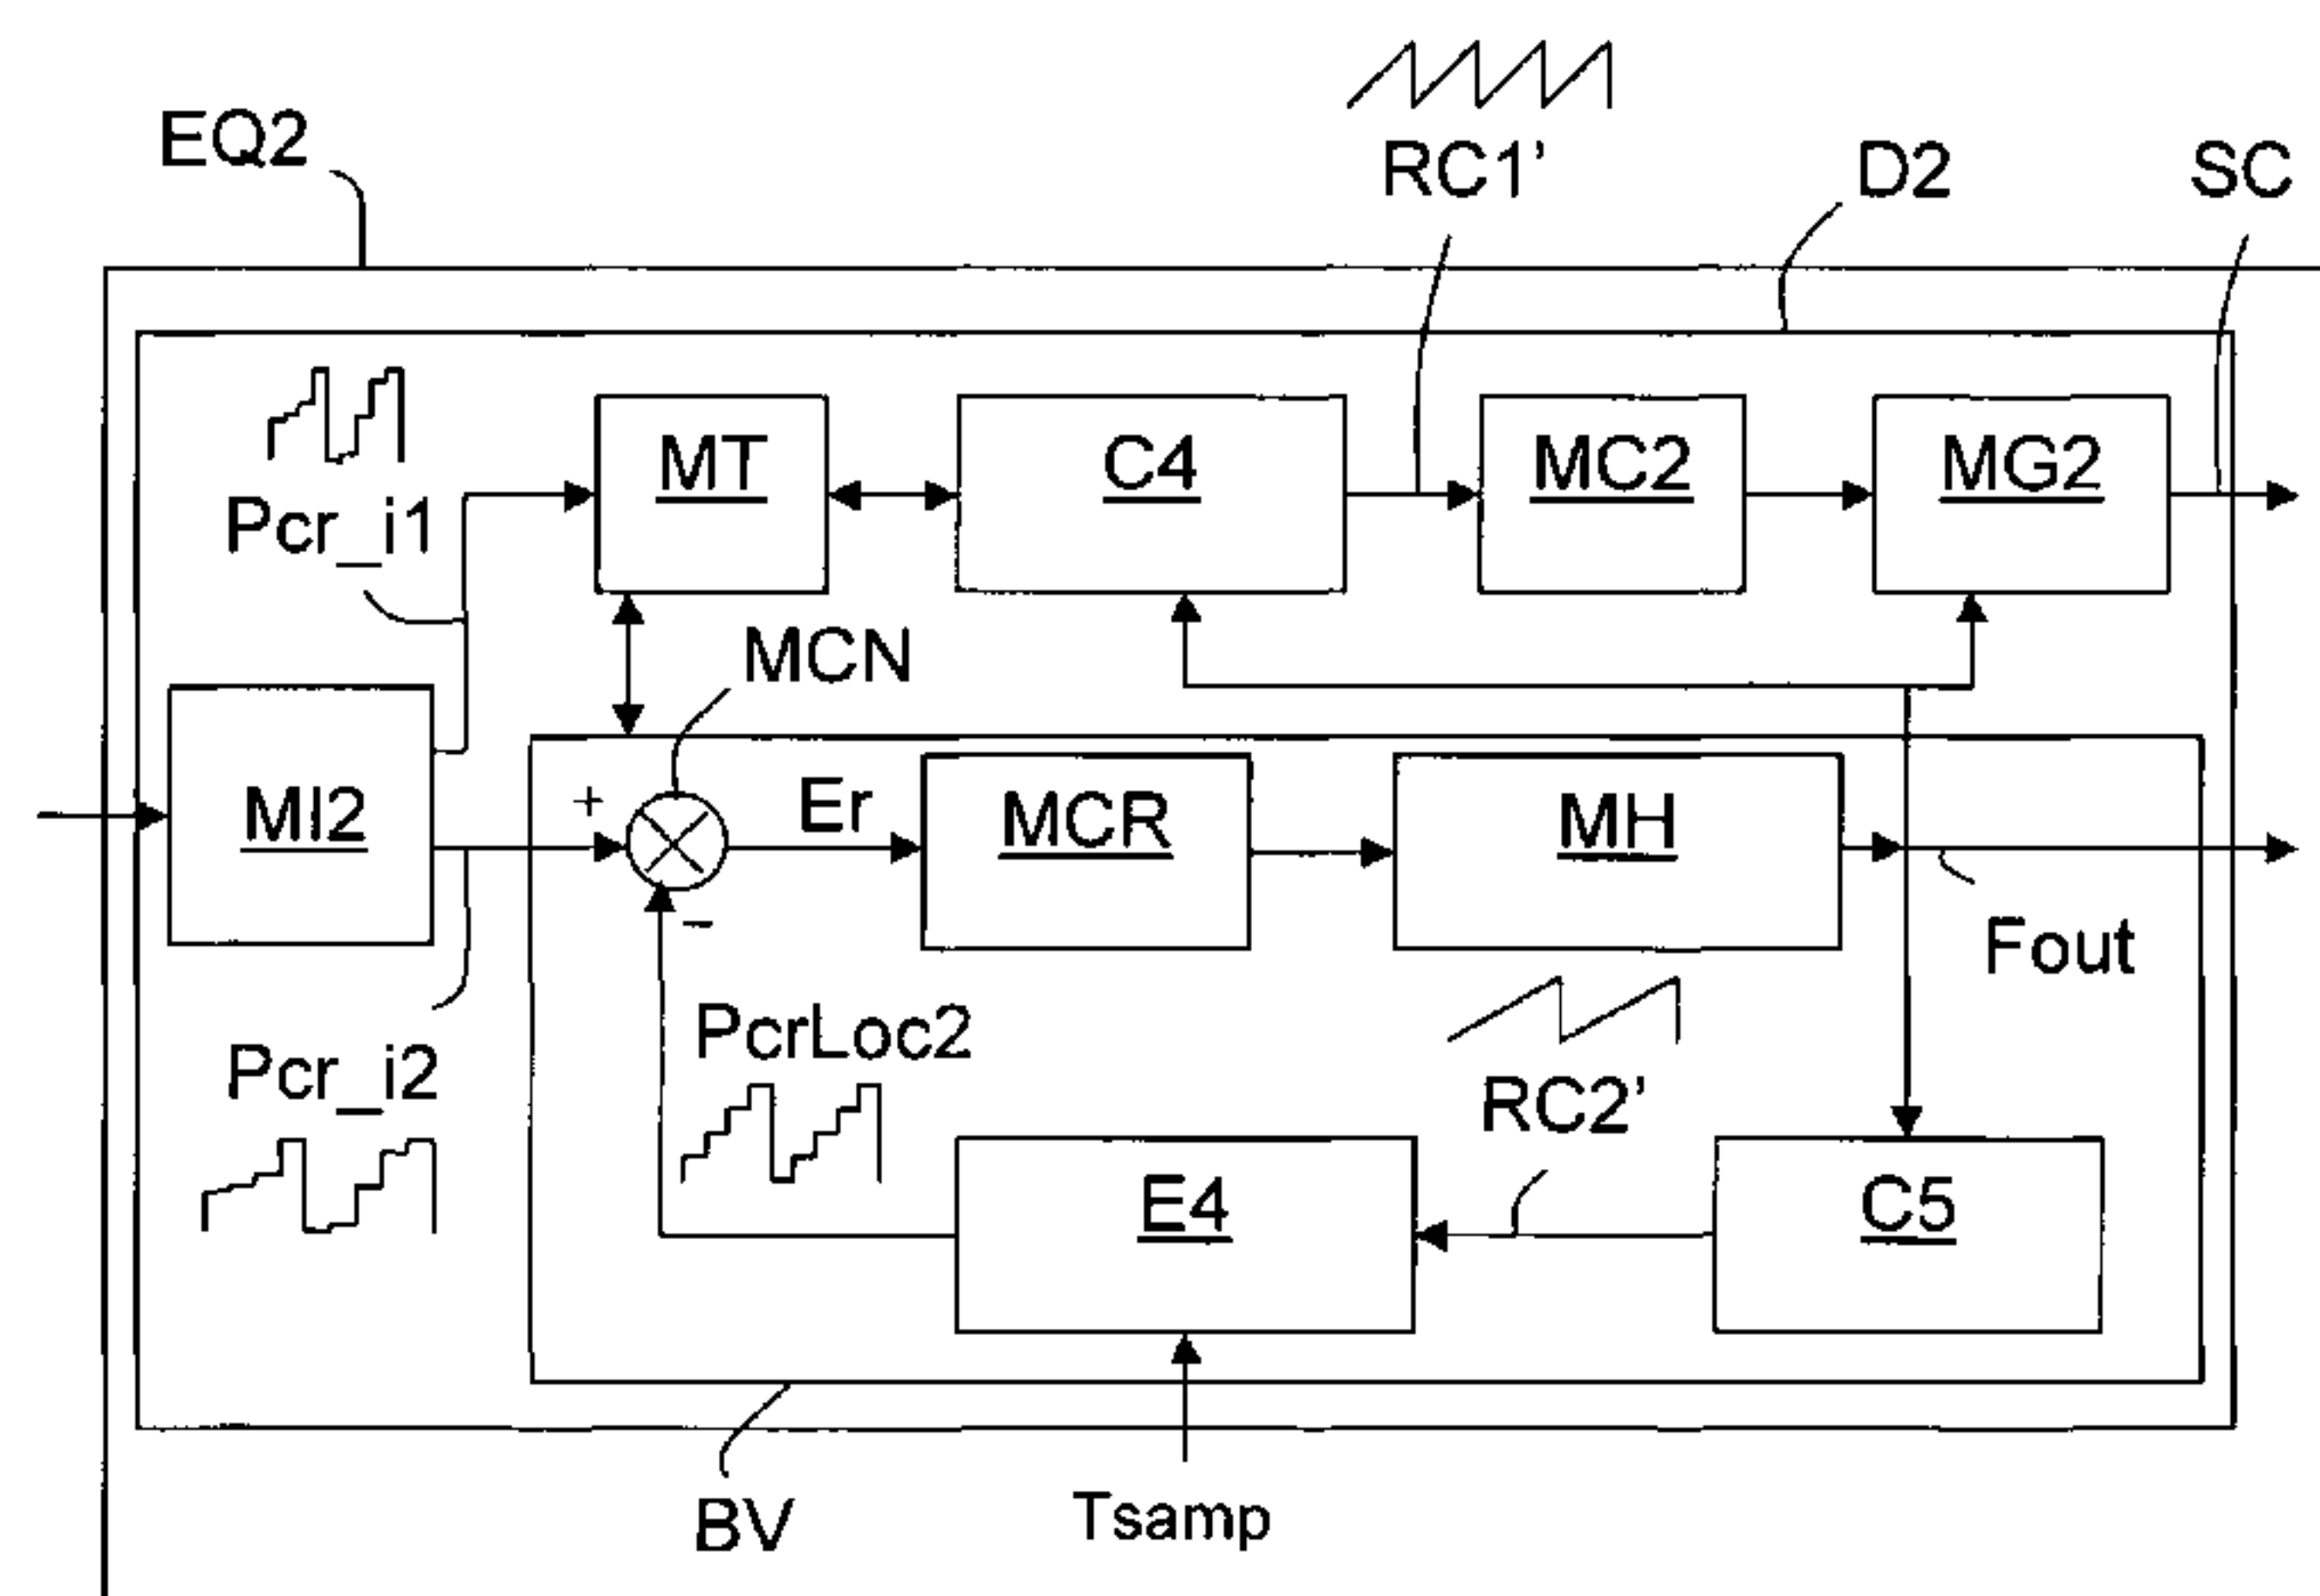 EQ2
RC1’
D2
SC
MT
C4
MC2
MG2
Pcr_i1
MCN
MI2
+
Er
MCR
MH
−
Fout
PcrLoc2
Pcr_i2
RC2’
E4
C5
BV
Tsamp